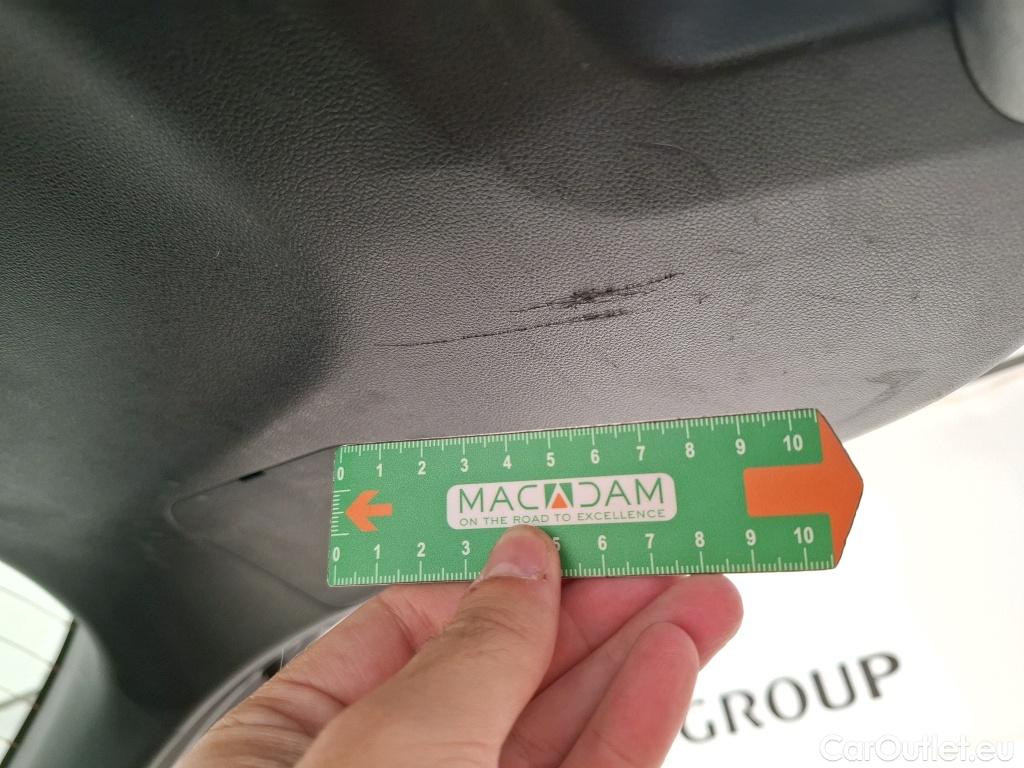 0 1 2 3 4 5 6 7 8 9 10
MACADAM
ON THE ROAD TO EXCELLENCE
0 1 2 3 5 6 7 8 9 10
GROUP
CarOutlet.eu